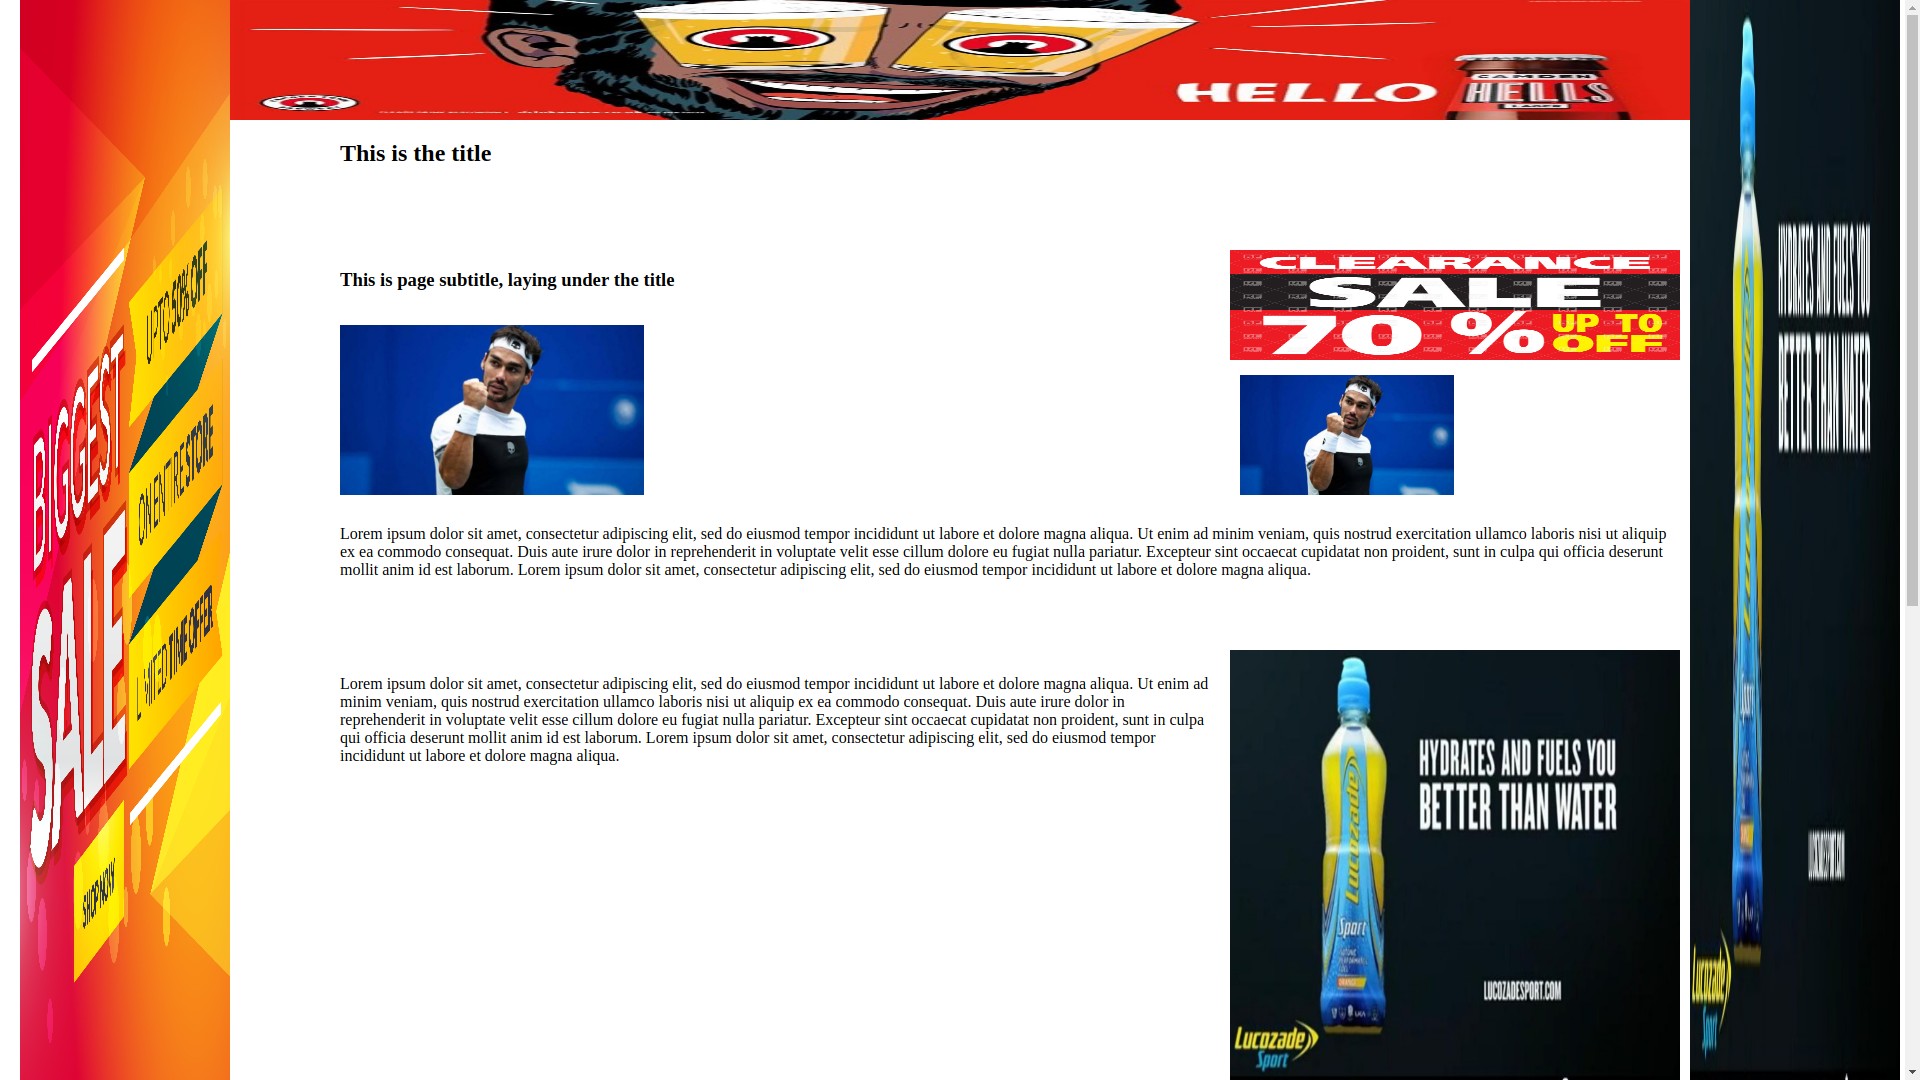 HELLO
CAMDEN
HELLS
LAGER
This is the title
BIGGEST
SALE
UP TO 50% OFF
ON ENTIRE STORE
LIMITED TIME OFFER
SHOP NOW
This is page subtitle, laying under the title
CLEARANCE
SALE
70%
UP TO
OFF
Lorem ipsum dolor sit amet, consectetur adipiscing elit, sed do eiusmod tempor incididunt ut labore et dolore magna aliqua. Ut enim ad minim veniam, quis nostrud exercitation ullamco laboris nisi ut aliquip
ex ea commodo consequat. Duis aute irure dolor in reprehenderit in voluptate velit esse cillum dolore eu fugiat nulla pariatur. Excepteur sint occaecat cupidatat non proident, sunt in culpa qui officia deserunt
mollit anim id est laborum. Lorem ipsum dolor sit amet, consectetur adipiscing elit, sed do eiusmod tempor incididunt ut labore et dolore magna aliqua.
Lorem ipsum dolor sit amet, consectetur adipiscing elit, sed do eiusmod tempor incididunt ut labore et dolore magna aliqua. Ut enim ad
minim veniam, quis nostrud exercitation ullamco laboris nisi ut aliquip ex ea commodo consequat. Duis aute irure dolor in
reprehenderit in voluptate velit esse cillum dolore eu fugiat nulla pariatur. Excepteur sint occaecat cupidatat non proident, sunt in culpa
qui officia deserunt mollit anim id est laborum. Lorem ipsum dolor sit amet, consectetur adipiscing elit, sed do eiusmod tempor
incididunt ut labore et dolore magna aliqua.
HYDRATES AND FUELS YOU
BETTER THAN WATER
Lucozade
Sport
ORANGE
LUCOZADESPORT.COM
Lucozade
Sport
HYDRATES AND FUELS YOU
BETTER THAN WATER
Lucozade
Sport
LUCOZADESPORT.COM
Lucozade
Sport